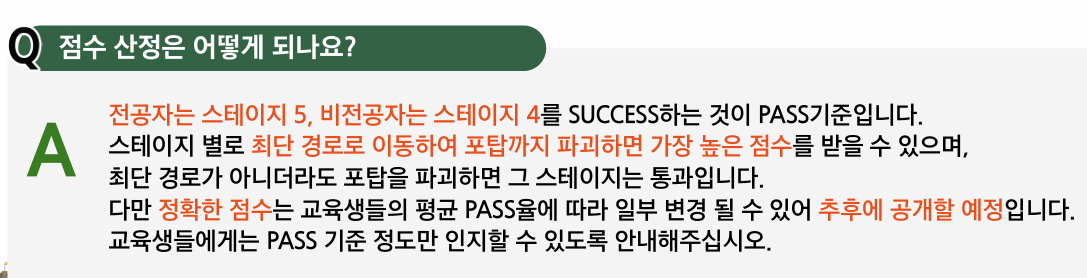 Q 점수 산정은 어떻게 되나요?
A
전공자는 스테이지 5, 비전공자는 스테이지 4를 SUCCESS하는 것이 PASS기준입니다.
스테이지 별로 최단 경로로 이동하여 포탑까지 파괴하면 가장 높은 점수를 받을 수 있으며,
최단 경로가 아니더라도 포탑을 파괴하면 그 스테이지는 통과입니다.
다만 정확한 점수는 교육생들의 평균 PASS율에 따라 일부 변경 될 수 있어 추후에 공개할 예정입니다.
교육생들에게는 PASS 기준 정도만 인지할 수 있도록 안내해주십시오.